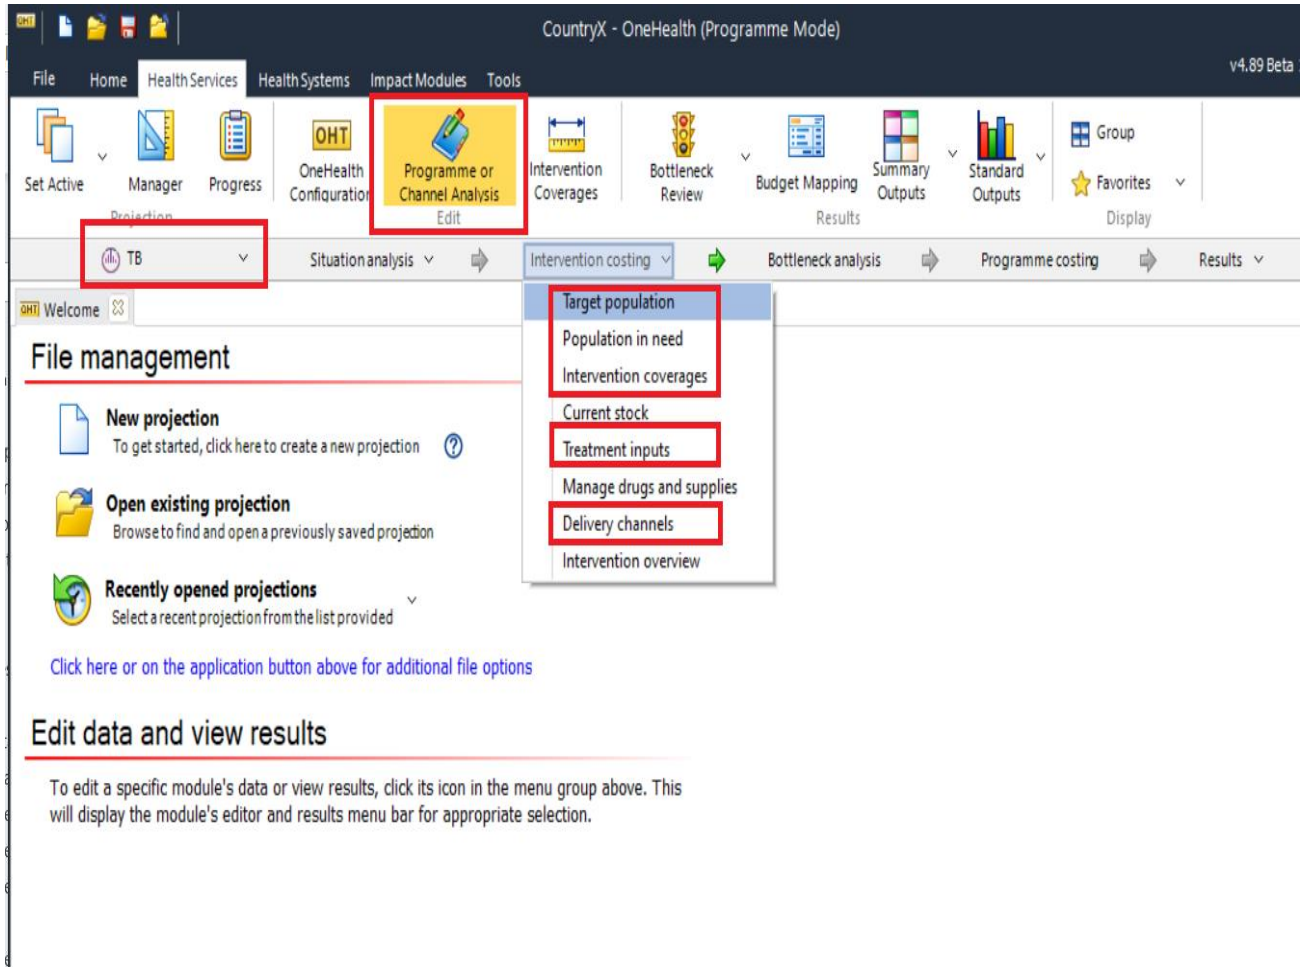 OHT
CountryX - OneHealth (Programme Mode)
v4.89 Beta
File Home Health Services Health Systems Impact Modules Tools
Set Active
Manager
Progress
Projection
OHT
OneHealth
Configuration
Programme or
Channel Analysis
Edit
Intervention
Coverages
Bottleneck
Review
Budget Mapping
Summary
Outputs
Standard
Outputs
Results
Group
Favorites
Display
TB Situation analysis Intervention costing Bottleneck analysis Programme costing Results
OHT Welcome
Target population
Population in need
Intervention coverages
Current stock
Treatment inputs
Manage drugs and supplies
Delivery channels
Intervention overview
File management
New projection
To get started, click here to create a new projection
Open existing projection
Browse to find and open a previously saved projection
Recently opened projections
Select a recent projection from the list provided
Click here or on the application button above for additional file options
Edit data and view results
To edit a specific module's data or view results, click its icon in the menu group above. This
will display the module's editor and results menu bar for appropriate selection.